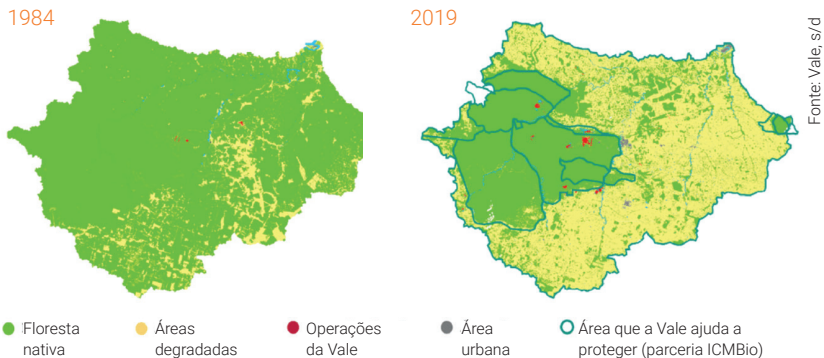 1984
2019
Fonte: Vale, s/d
Floresta
nativa
Áreas
degradadas
Operações
da Vale
Área
urbana
Área que a Vale ajuda a
proteger (parceria ICMBio)